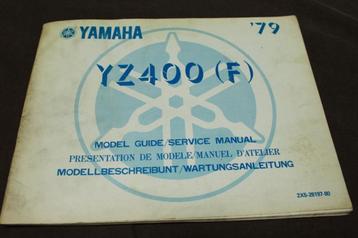 YAMAHA '79
YZ400 (F)
MODEL GUIDE/SERVICE MANUAL
PRESENTATION DE MODELE/MANUEL D'ATELIER
MODELLBESCHREIBUNT/WARTUNGSANLEITUNG
2X5-28197-80